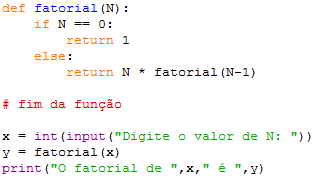 def fatorial(N):
    if N == 0:
        return 1
    else:
        return N * fatorial(N-1)
# fim da função
x = int(input("Digite o valor de N: "))
y = fatorial(x)
print("O fatorial de ",x," é ",y)